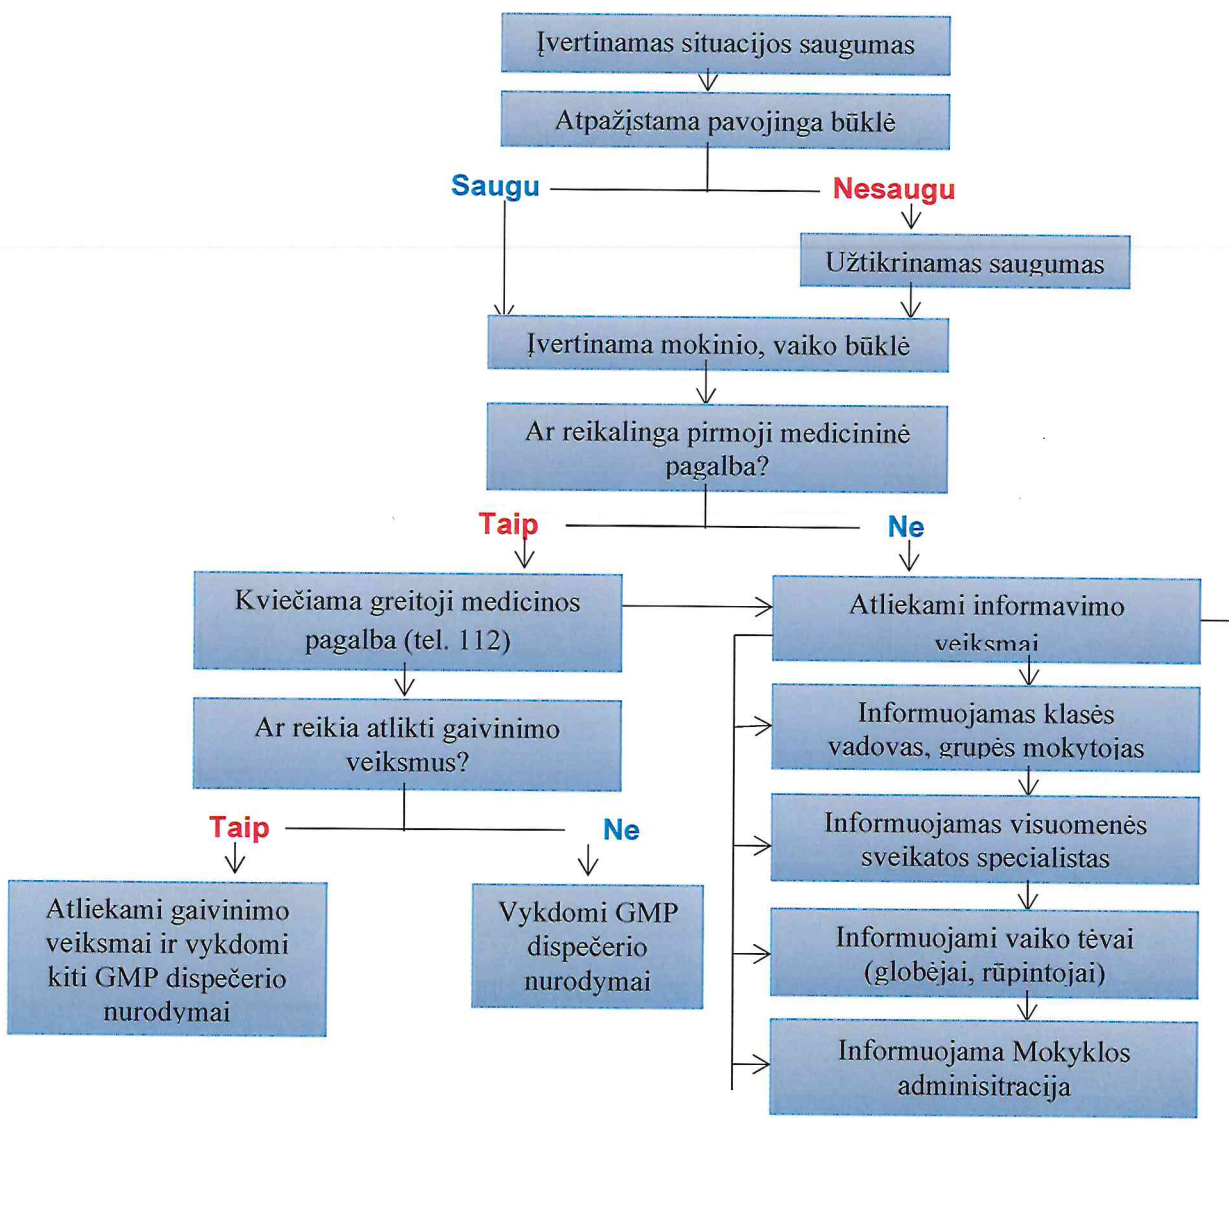 Įvertinamas situacijos saugumas
Atpažįstama pavojinga būklė
Saugu
Nesaugu
Užtikrinamas saugumas
Įvertinama mokinio, vaiko būklė
Ar reikalinga pirmoji medicininė
pagalba?
Taip
Ne
Kviečiama greitoji medicinos
pagalba (tel. 112)
Ar reikia atlikti gaivinimo
veiksmus?
Taip
Ne
Atliekami gaivinimo
veiksmai ir vykdomi
kiti GMP dispečerio
nurodymai
Vykdomi GMP
dispečerio
nurodymai
Atliekami informavimo
veiksmai
Informuojamas klasės
vadovas, grupės mokytojas
Informuojamas visuomenės
sveikatos specialistas
Informuojami vaiko tėvai
(globėjai, rūpintojai)
Informuojama Mokyklos
adminisitracija